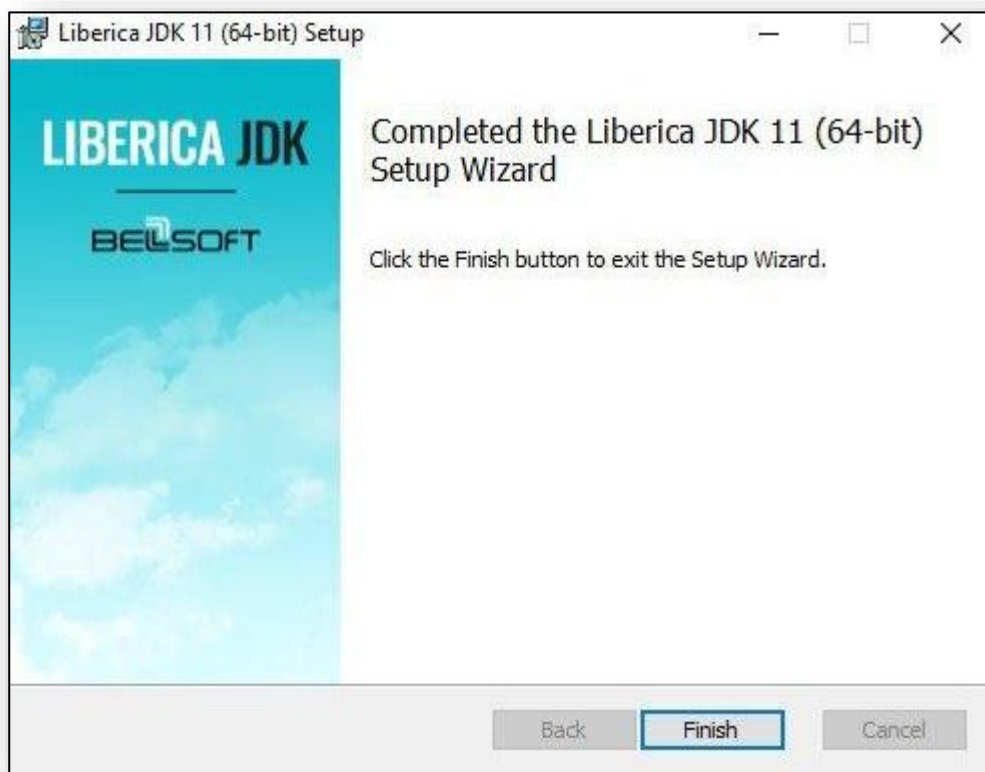 Liberica JDK 11 (64-bit) Setup
LIBERICA JDK
BELLSOFT
Completed the Liberica JDK 11 (64-bit)
Setup Wizard
Click the Finish button to exit the Setup Wizard.
Back
Finish
Cancel